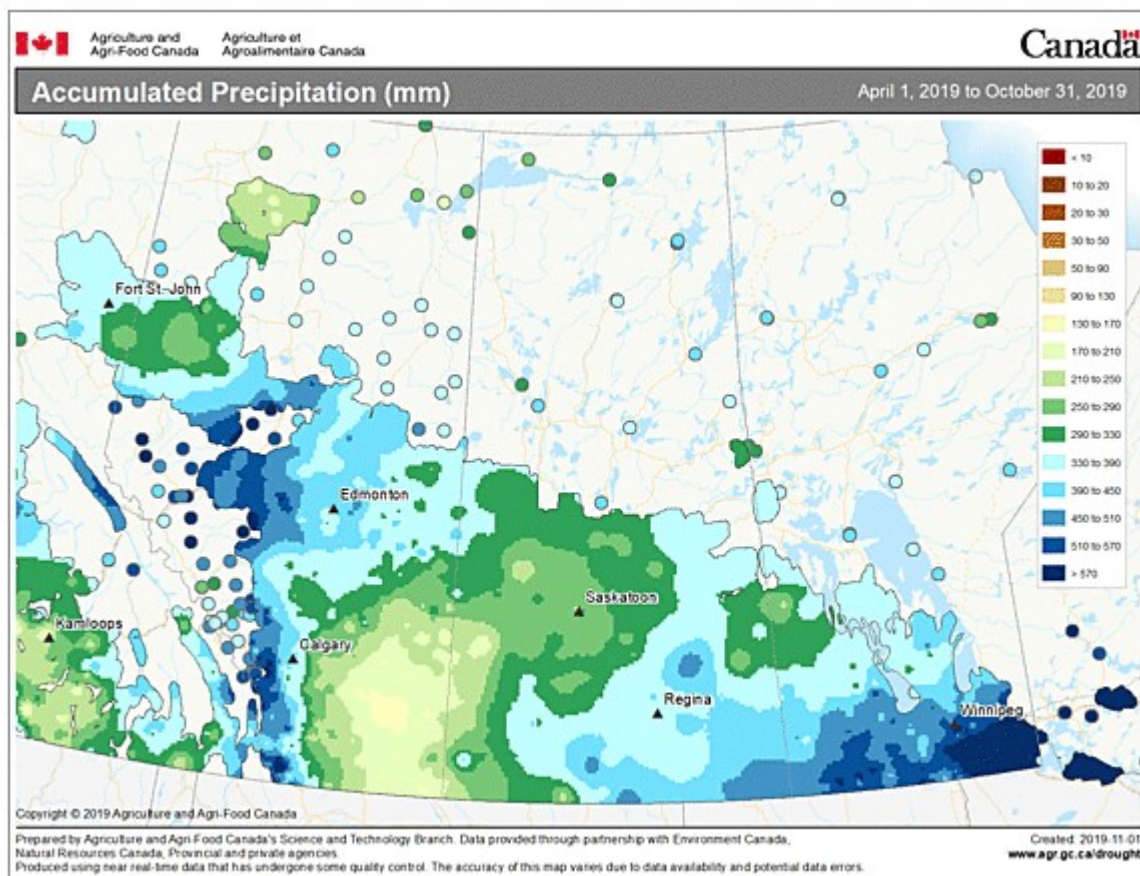 Agriculture and
Agri-Food Canada
Agriculture et
Agroalimentaire Canada
Canada
Accumulated Precipitation (mm)
April 1, 2019 to October 31, 2019
< 10
10 to 20
20 to 30
30 to 50
50 to 90
90 to 130
130 to 170
170 to 210
210 to 250
250 to 290
290 to 330
330 to 390
390 to 450
450 to 510
510 to 570
> 570
Fort St. John
Edmonton
Saskatoon
Kamloops
Calgary
Regina
Winnipeg
Copyright © 2019 Agriculture and Agri-Food Canada
Prepared by Agriculture and Agri-Food Canada's Science and Technology Branch. Data provided through partnership with Environment Canada,
Natural Resources Canada, Provincial and private agencies.
Produced using near real-time data that has undergone some quality control. The accuracy of this map varies due to data availability and potential data errors.
Created: 2019-11-01
www.agr.gc.ca/drought